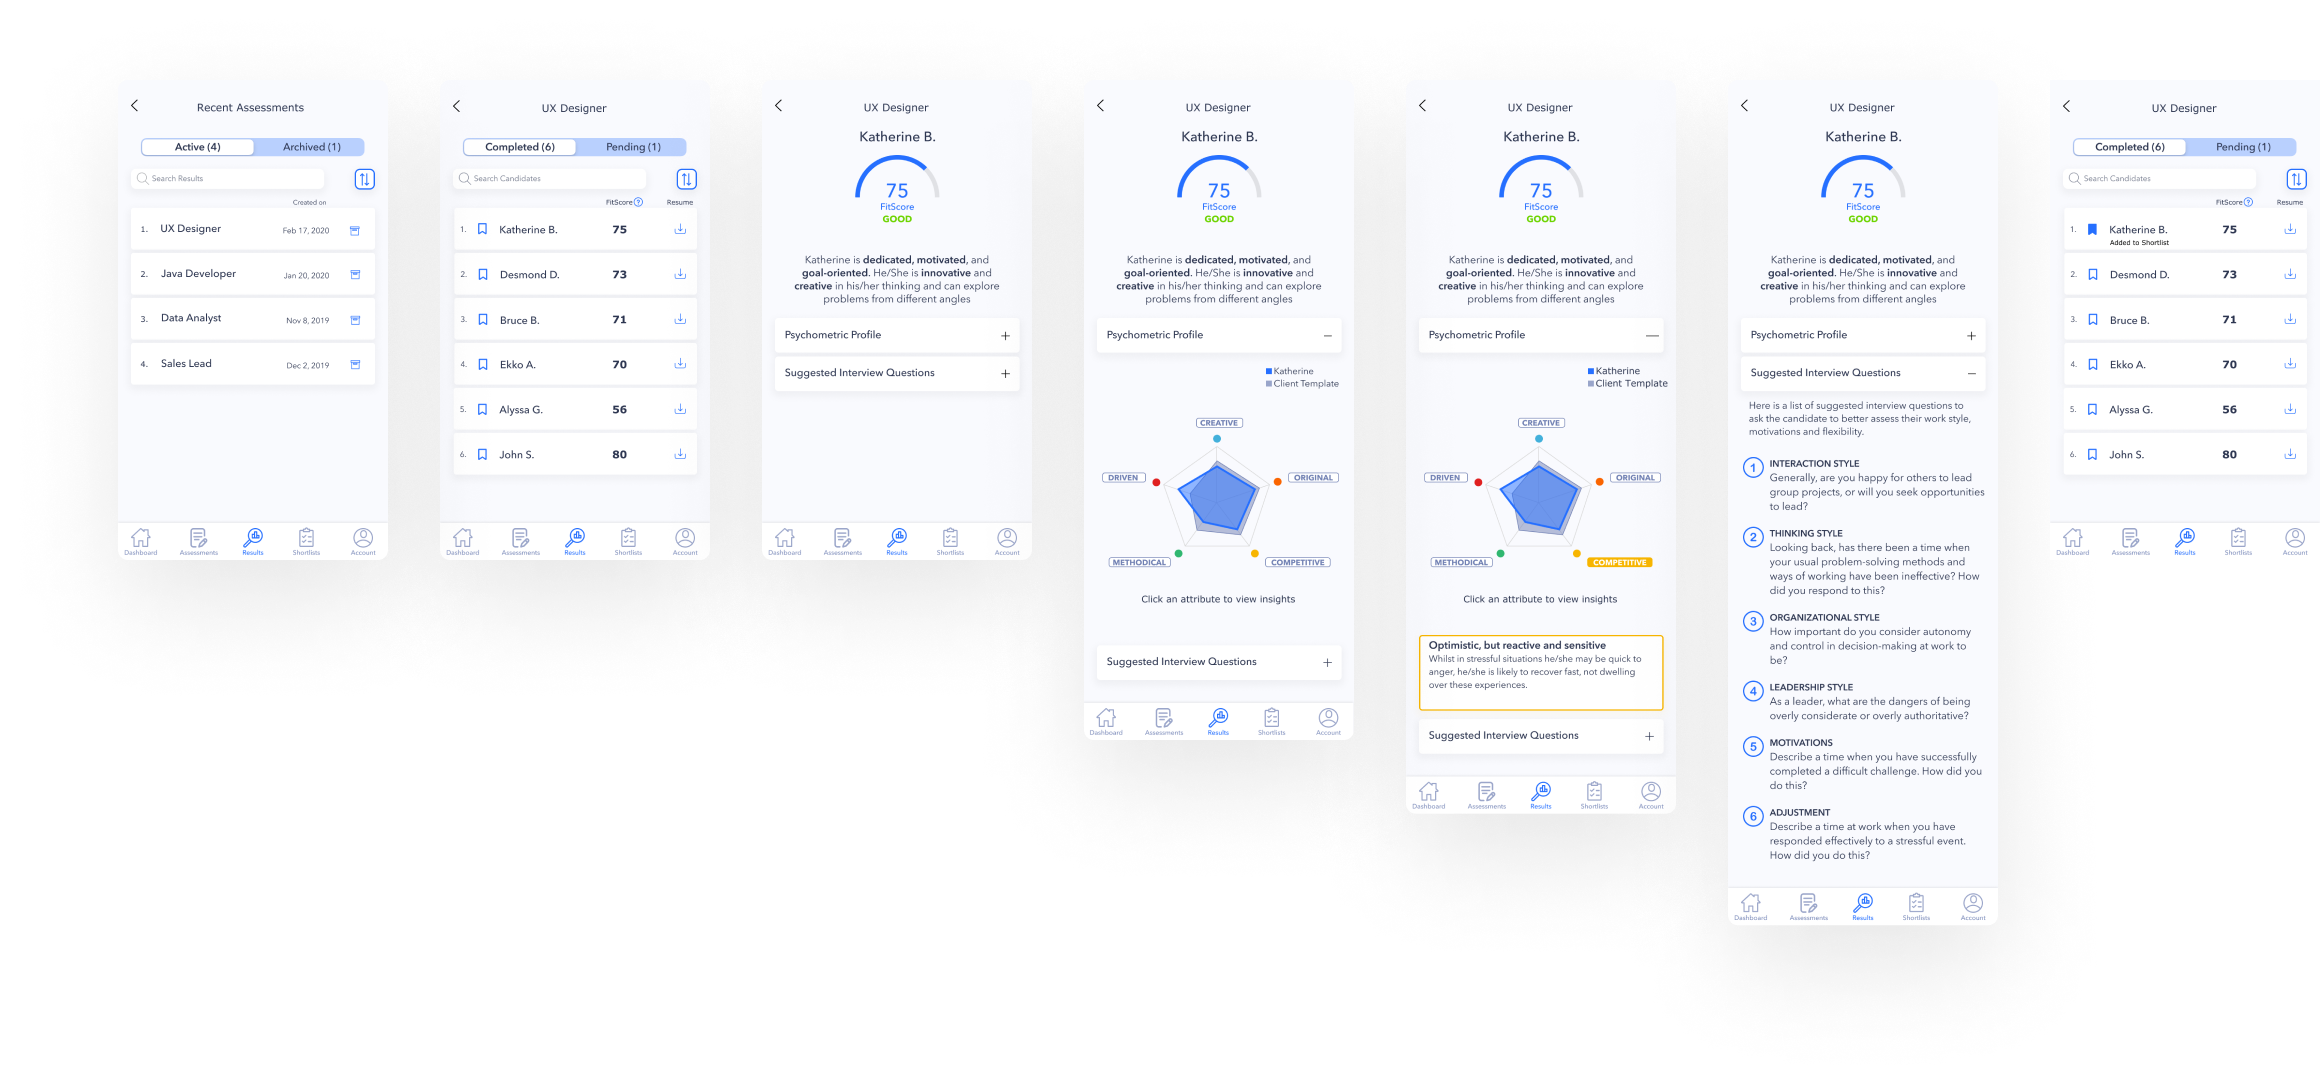 Recent Assessments
Active (4)
Archived (1)
Search Results
Created on
1. UX Designer Feb 17, 2020
2. Java Developer Jan 20, 2020
3. Data Analyst Nov 8, 2019
4. Sales Lead Dec 2, 2019
Dashboard Assessments Results Shortlists Account
UX Designer
Completed (6)
Pending (1)
Search Candidates
FitScore ? Resume
1. Katherine B. 75
2. Desmond D. 73
3. Bruce B. 71
4. Ekko A. 70
5. Alyssa G. 56
6. John S. 80
Dashboard Assessments Results Shortlists Account
UX Designer
Katherine B.
75
FitScore
GOOD
Katherine is dedicated, motivated, and
goal-oriented. He/She is innovative and
creative in his/her thinking and can explore
problems from different angles
Psychometric Profile +
Suggested Interview Questions +
Dashboard Assessments Results Shortlists Account
UX Designer
Katherine B.
75
FitScore
GOOD
Katherine is dedicated, motivated, and
goal-oriented. He/She is innovative and
creative in his/her thinking and can explore
problems from different angles
Psychometric Profile –
Katherine
Client Template
CREATIVE
DRIVEN
ORIGINAL
METHODICAL
COMPETITIVE
Click an attribute to view insights
Suggested Interview Questions +
Dashboard Assessments Results Shortlists Account
UX Designer
Katherine B.
75
FitScore
GOOD
Katherine is dedicated, motivated, and
goal-oriented. He/She is innovative and
creative in his/her thinking and can explore
problems from different angles
Psychometric Profile —
Katherine
Client Template
CREATIVE
DRIVEN
ORIGINAL
METHODICAL
COMPETITIVE
Click an attribute to view insights
Optimistic, but reactive and sensitive
Whilst in stressful situations he/she may be quick to
anger, he/she is likely to recover fast, not dwelling
over these experiences.
Suggested Interview Questions +
Dashboard Assessments Results Shortlists Account
UX Designer
Katherine B.
75
FitScore
GOOD
Katherine is dedicated, motivated, and
goal-oriented. He/She is innovative and
creative in his/her thinking and can explore
problems from different angles
Psychometric Profile +
Suggested Interview Questions –
Here is a list of suggested interview questions to
ask the candidate to better assess their work style,
motivations and flexibility.
1 INTERACTION STYLE
Generally, are you happy for others to lead
group projects, or will you seek opportunities
to lead?
2 THINKING STYLE
Looking back, has there been a time when
your usual problem-solving methods and
ways of working have been ineffective? How
did you respond to this?
3 ORGANIZATIONAL STYLE
How important do you consider autonomy
and control in decision-making at work to
be?
4 LEADERSHIP STYLE
As a leader, what are the dangers of being
overly considerate or overly authoritative?
5 MOTIVATIONS
Describe a time when you have successfully
completed a difficult challenge. How did you
do this?
6 ADJUSTMENT
Describe a time at work when you have
responded effectively to a stressful event.
How did you do this?
Dashboard Assessments Results Shortlists Account
UX Designer
Completed (6)
Pending (1)
Search Candidates
FitScore ? Resume
1. Katherine B. 75
Added to Shortlist
2. Desmond D. 73
3. Bruce B. 71
4. Ekko A. 70
5. Alyssa G. 56
6. John S. 80
Dashboard Assessments Results Shortlists Account